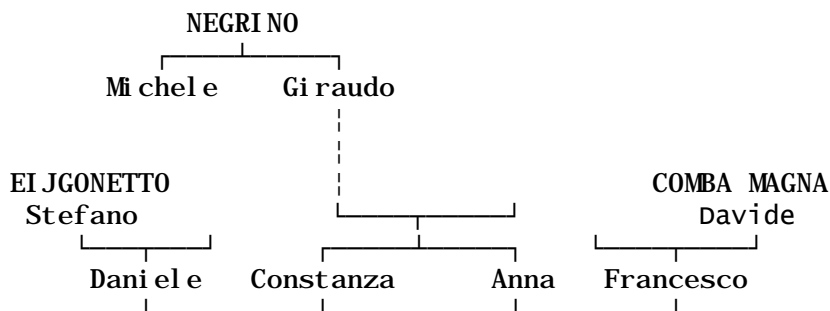 NEGRINO
Michele Giraudo
EIJGONETTO COMBA MAGNA
Stefano Davide
Daniele Constanza Anna Francesco